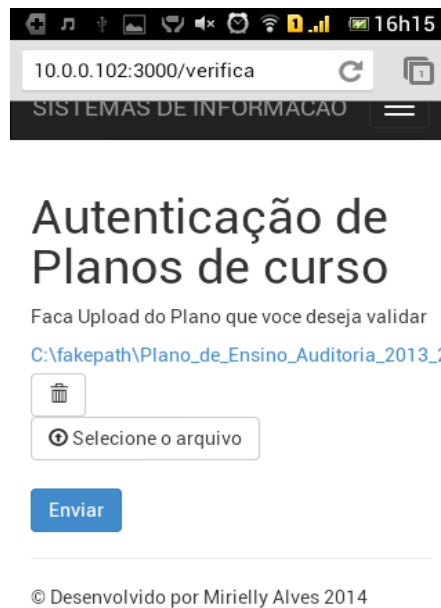 16h15
10.0.0.102:3000/verifica
1
SISTEMAS DE INFORMACAO
Autenticação de
Planos de curso
Faca Upload do Plano que voce deseja validar
C:\fakepath\Plano_de_Ensino_Auditoria_2013_2
Selecione o arquivo
Enviar
© Desenvolvido por Mirielly Alves 2014